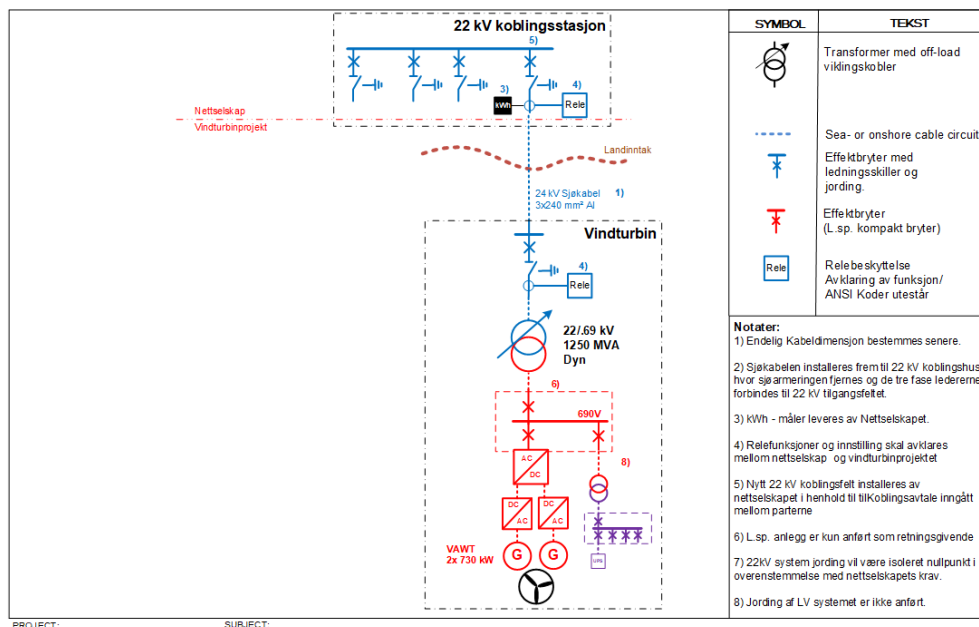 22 kV koblingsstasjon
5)
3)
4)
kWh
Rele
Nettselskap
Vindturbinprojekt
Landinntak
24 kV Sjøkabel 1)
3x240 mm² Al
Vindturbin
4)
Rele
22/.69 kV
1250 MVA
Dyn
6)
690V
8)
AC
DC
DC
AC
DC
AC
VAWT
2x 730 kW
G
G
UPS
SYMBOL
TEKST
Transformer med off-load
viklingskobler
Sea- or onshore cable circuit
Effektbryter med
ledningsskiller og
jording.
Effektbryter
(L.sp. kompakt bryter)
Rele
Relebeskyttelse
Avklaring av funksjon/
ANSI Koder utestår
Notater:
1) Endelig Kabeldimensjon bestemmes senere.
2) Sjøkabelen installeres frem til 22 kV koblingshus
hvor sjøarmeringen fjernes og de tre fase ledererne
forbindes til 22 kV tilgangsfeltet.
3) kWh - måler leveres av Nettselskapet.
4) Relefunksjoner og innstilling skal avklares
mellom nettselskap og vindturbinprojektet
5) Nytt 22 kV koblingsfelt installeres av
nettselskapet i henhold til tilKoblingsavtale inngått
mellom parterne
6) L.sp. anlegg er kun anført som retningsgivende
7) 22kV system jording vil være isoleret nullpunkt i
overenstemmelse med nettselskapets krav.
8) Jording af LV systemet er ikke anført.
PROJECT:
SUBJECT: